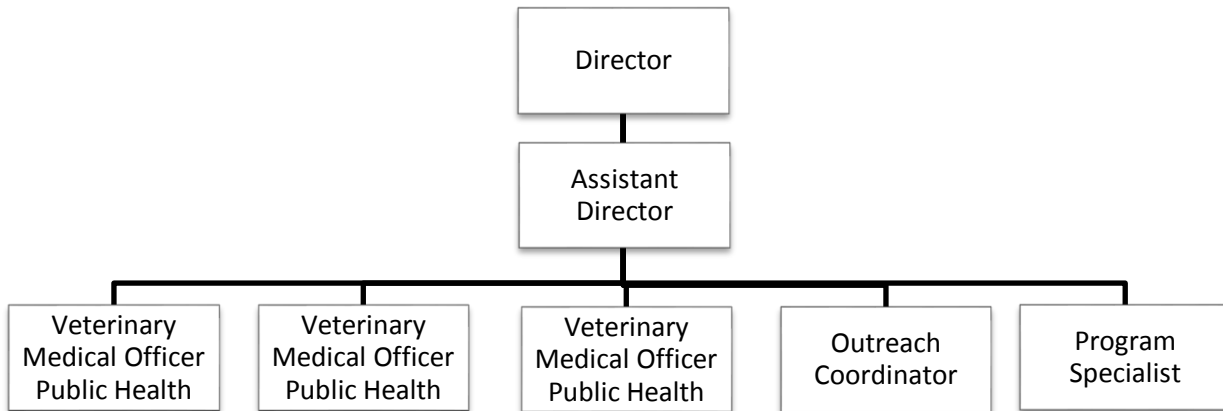 Director
Assistant
Director
Veterinary
Medical Officer
Public Health
Veterinary
Medical Officer
Public Health
Veterinary
Medical Officer
Public Health
Outreach
Coordinator
Program
Specialist